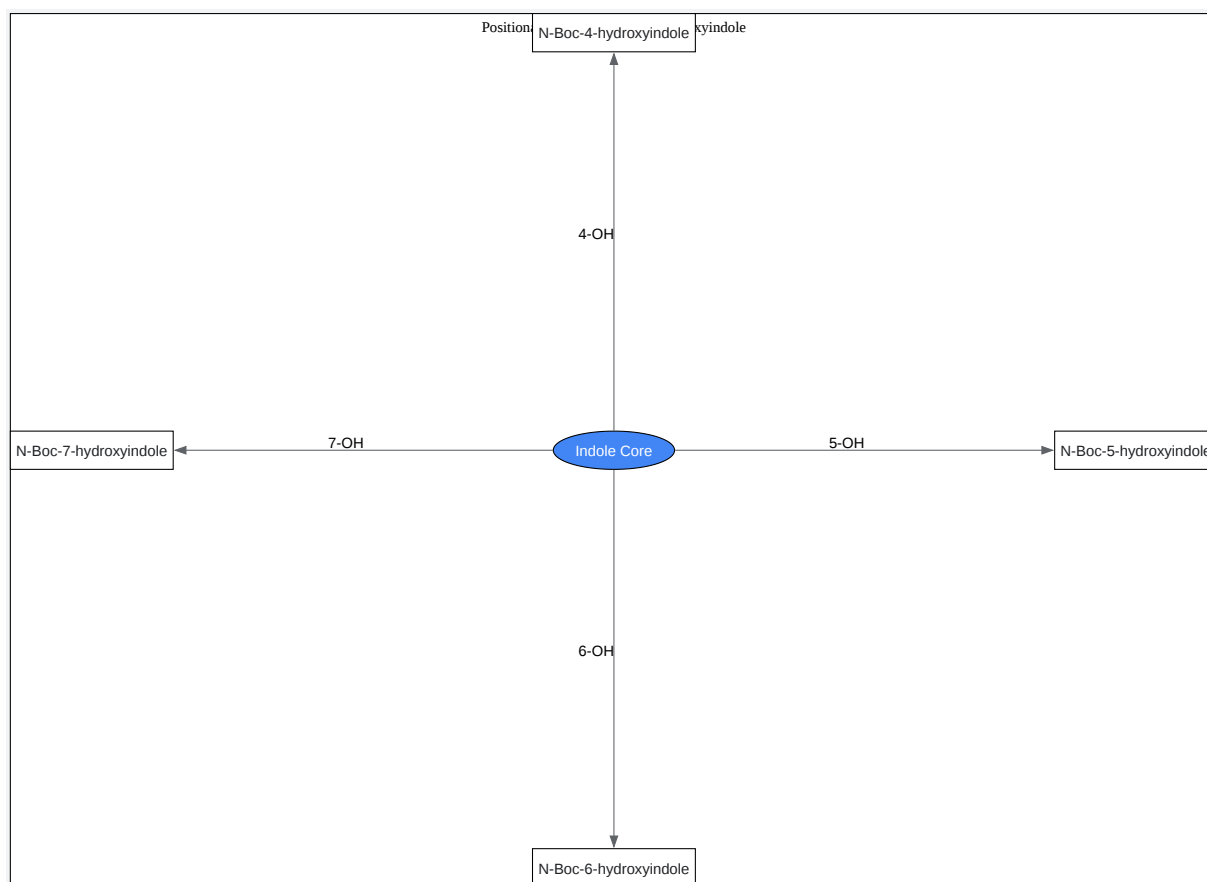 N-Boc-4-hydroxyindole
4-OH
N-Boc-7-hydroxyindole
7-OH
Indole Core
5-OH
N-Boc-5-hydroxyindole
6-OH
N-Boc-6-hydroxyindole